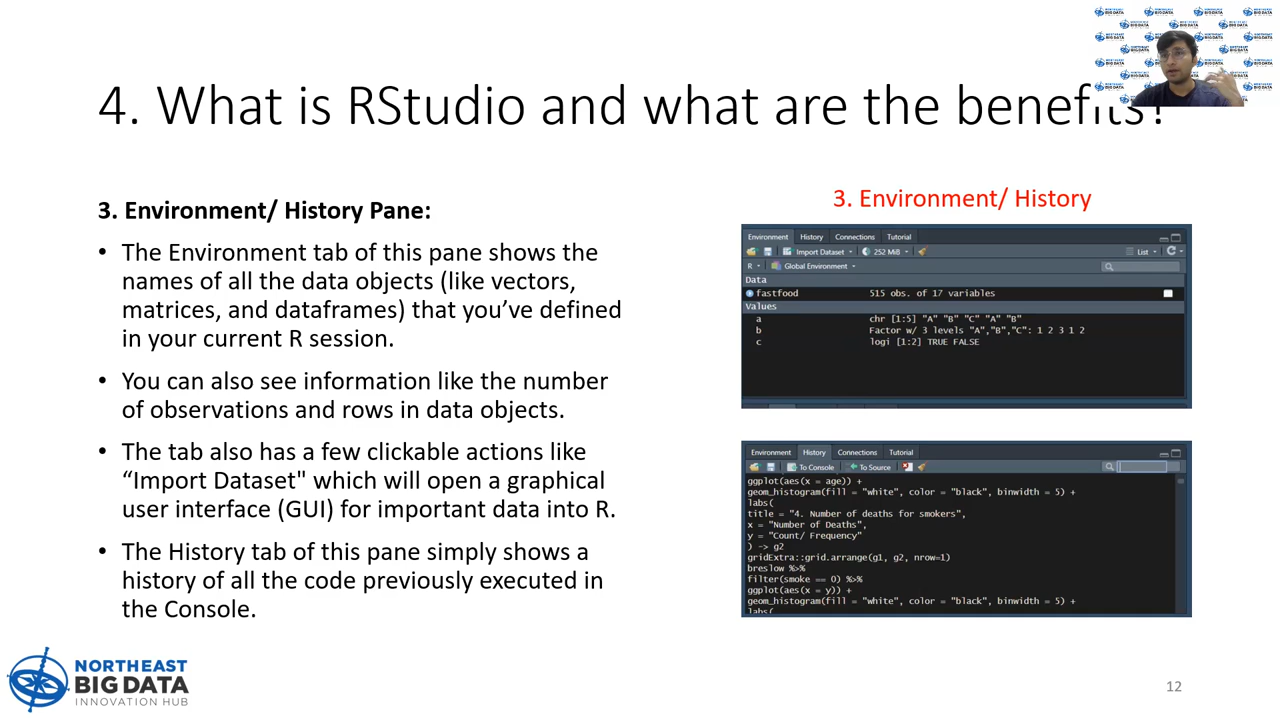 4. What is RStudio and what are the benefits?
3. Environment/ History Pane:
• The Environment tab of this pane shows the
names of all the data objects (like vectors,
matrices, and dataframes) that you’ve defined
in your current R session.
• You can also see information like the number
of observations and rows in data objects.
• The tab also has a few clickable actions like
“Import Dataset" which will open a graphical
user interface (GUI) for important data into R.
• The History tab of this pane simply shows a
history of all the code previously executed in
the Console.
3. Environment/ History
Environment History Connections Tutorial
Import Dataset 252 MiB List
R Global Environment
Data
fastfood 515 obs. of 17 variables
Values
a chr [1:5] "A" "B" "C" "A" "B"
b Factor w/ 3 levels "A","B","C": 1 2 3 1 2
c logi [1:2] TRUE FALSE
Environment History Connections Tutorial
To Console To Source
ggplot(aes(x = age)) +
geom_histogram(fill = "white", color = "black", binwidth = 5) +
labs(
title = "4. Number of deaths for smokers",
x = "Number of Deaths",
y = "Count/ Frequency"
) -> g2
gridExtra::grid.arrange(g1, g2, nrow=1)
breslow %>%
filter(smoke == 0) %>%
ggplot(aes(x = y)) +
geom_histogram(fill = "white", color = "black", binwidth = 5) +
labs(
NORTHEAST
BIG DATA
INNOVATION HUB
12